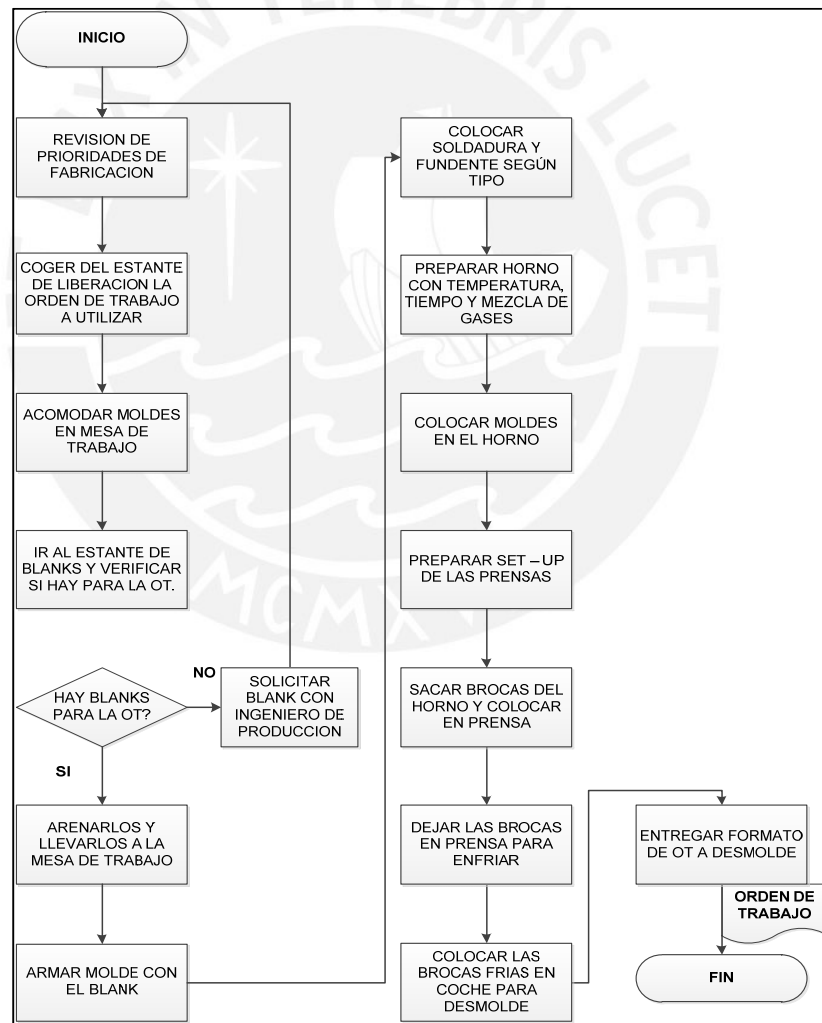 INICIO
REVISION DE
PRIORIDADES DE
FABRICACION
COGER DEL ESTANTE
DE LIBERACION LA
ORDEN DE TRABAJO
A UTILIZAR
ACOMODAR MOLDES
EN MESA DE
TRABAJO
IR AL ESTANTE DE
BLANKS Y VERIFICAR
SI HAY PARA LA OT.
HAY BLANKS
PARA LA OT?
NO
SOLICITAR
BLANK CON
INGENIERO DE
PRODUCCION
SI
ARENARLOS Y
LLEVARLOS A LA
MESA DE TRABAJO
ARMAR MOLDE CON
EL BLANK
COLOCAR
SOLDADURA Y
FUNDENTE SEGÚN
TIPO
PREPARAR HORNO
CON TEMPERATURA,
TIEMPO Y MEZCLA DE
GASES
COLOCAR MOLDES
EN EL HORNO
PREPARAR SET – UP
DE LAS PRENSAS
SACAR BROCAS DEL
HORNO Y COLOCAR
EN PRENSA
DEJAR LAS BROCAS
EN PRENSA PARA
ENFRIAR
COLOCAR LAS
BROCAS FRIAS EN
COCHE PARA
DESMOLDE
ENTREGAR FORMATO
DE OT A DESMOLDE
ORDEN DE
TRABAJO
FIN
ET LUX IN TENEBRIS LUCET